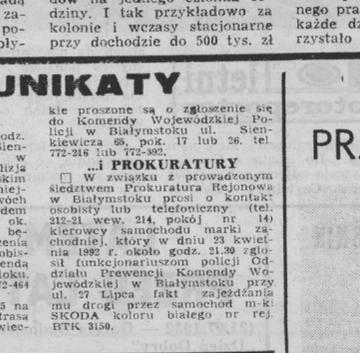 dziny. I tak przykładowo za
kolonie i wczasy stacjonarne
przy dochodzie do 500 tys. zł
nego pra
każde d
rzystało
UNIKATY
kie proszone są o zgłoszenie się
do Komendy Wojewódzkiej Po-
licji w Białymstoku ul. Sien-
kiewicza 65, pok. 17 lub 26. tel.
772-216 lub 772-592.
...i PROKURATURY
□ W związku z prowadzonym
śledztwem Prokuratura Rejonowa
w Białymstoku prosi o kontakt
osobisty lub telefoniczny (tel.
212-21 wew. 214, pokój nr 14)
kierowcy samochodu marki za-
chodniej, który w dniu 23 kwiet-
nia 1992 r. około godz. 21.30 zgło-
sił funkcjonariuszom policji Od-
działu Prewencji Komendy Wo-
jewódzkiej w Białymstoku przy
ul. 27 Lipca fakt zajeżdżania
mu drogi przez samochód m-ki
SKODA koloru białego nr rej.
BTK 3150.
PR